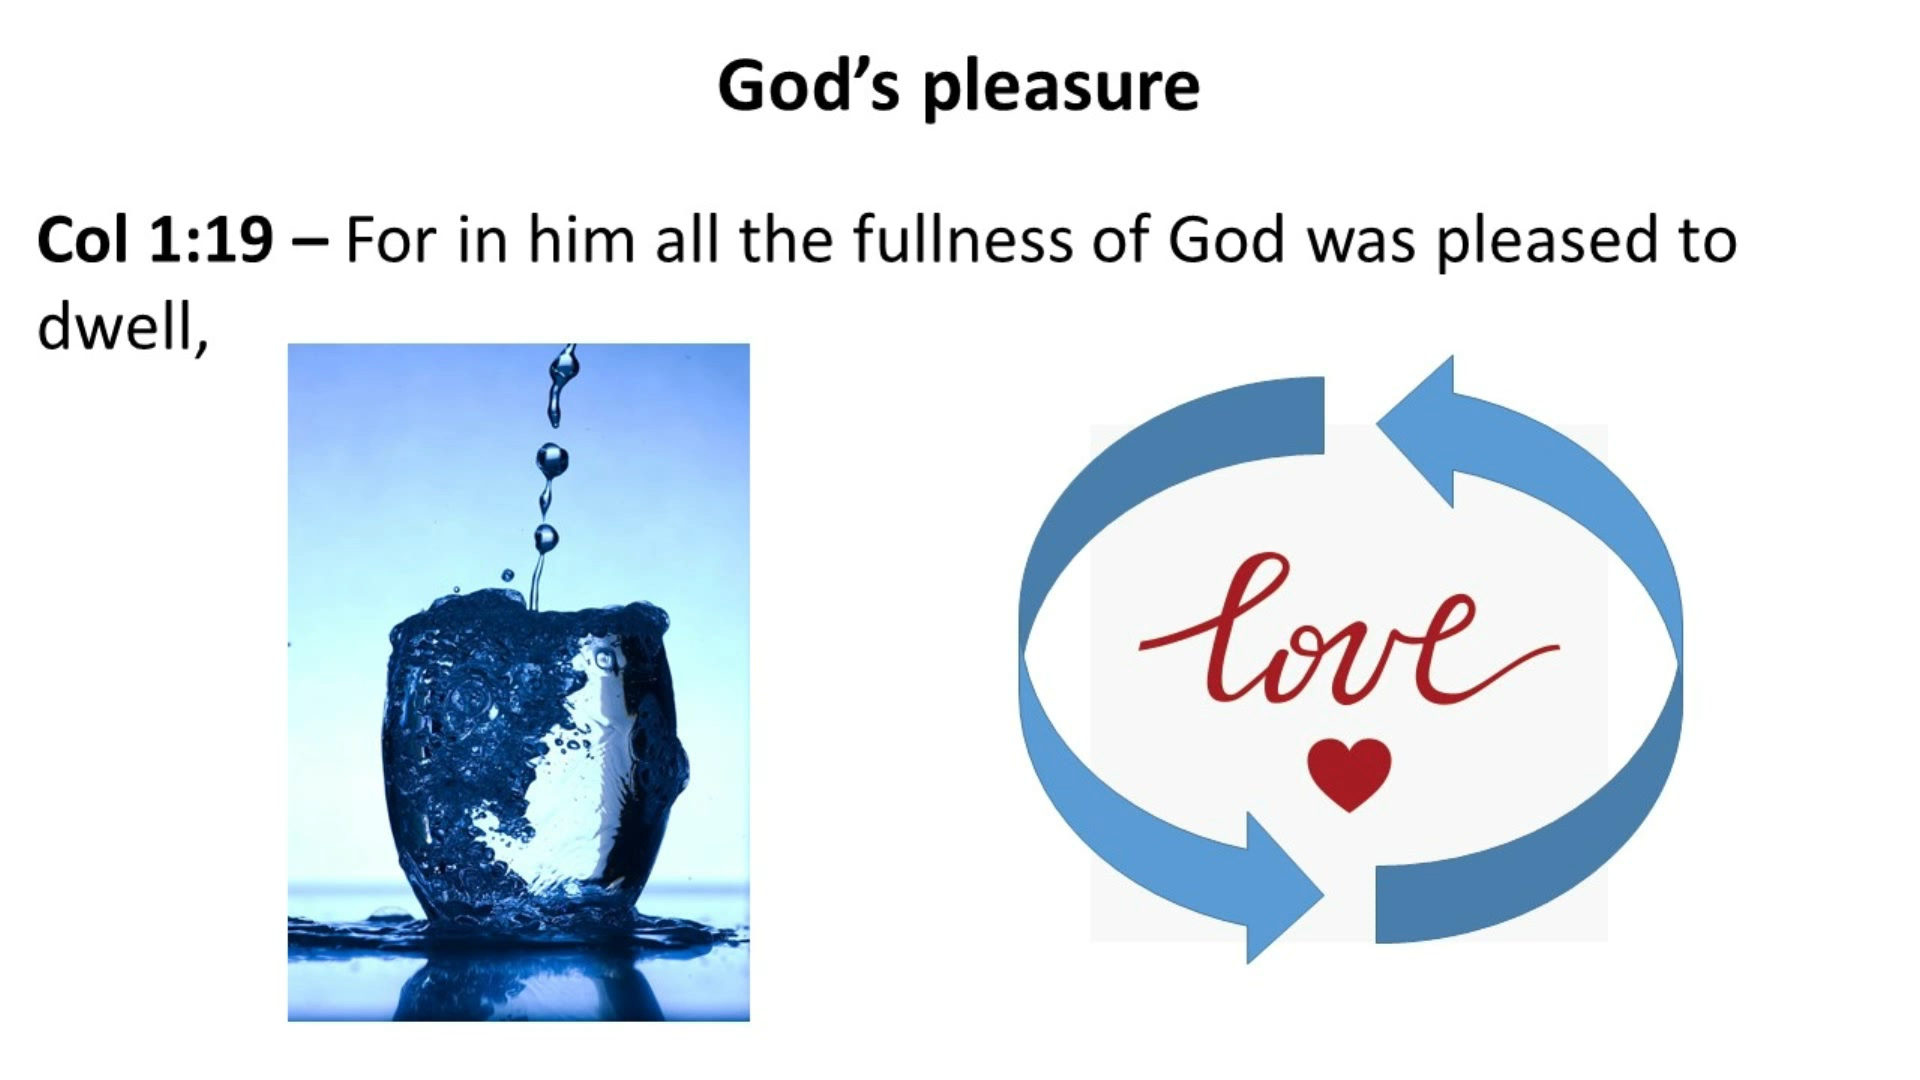 God’s pleasure
Col 1:19 – For in him all the fullness of God was pleased to
dwell,
love